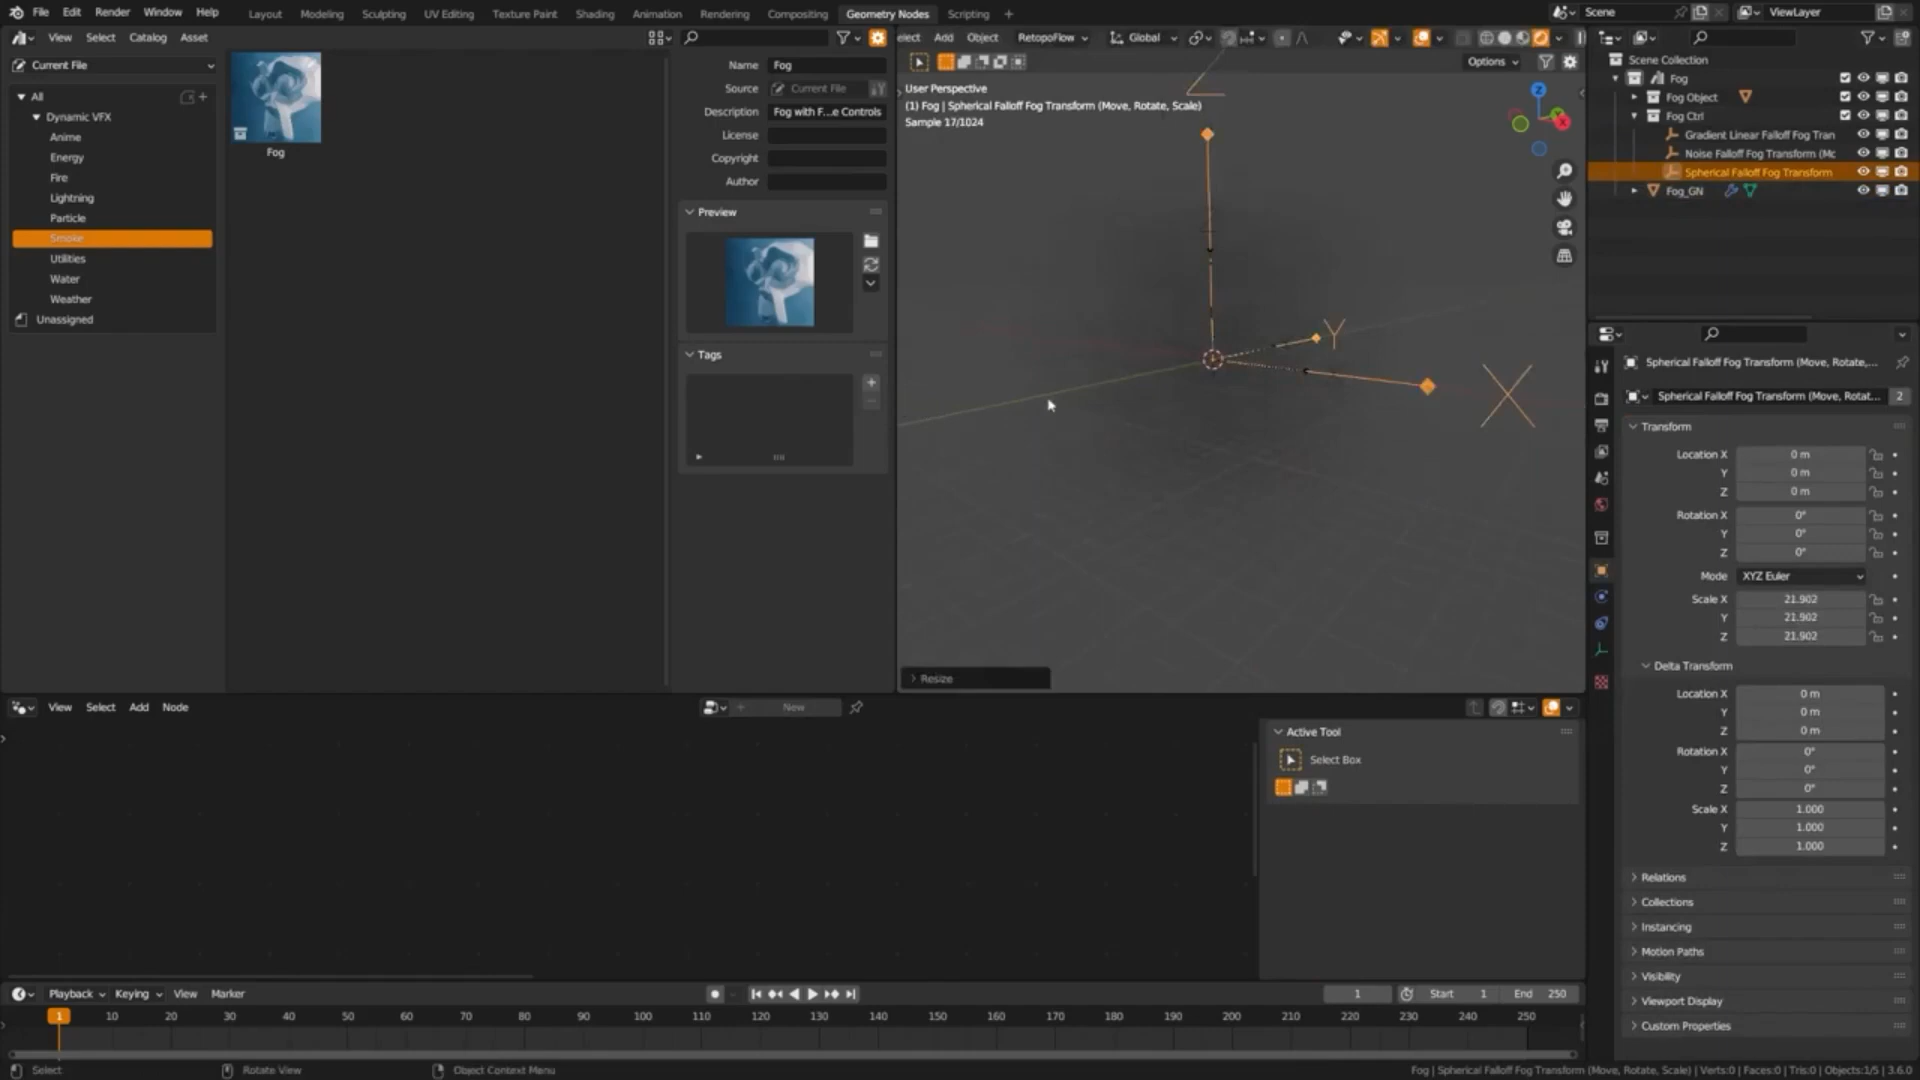 File Edit Render Window Help
Layout Modeling Sculpting UV Editing Texture Paint Shading Animation Rendering Compositing Geometry Nodes Scripting +
Scene
ViewLayer
View Select Catalog Asset
Current File
All
Dynamic VFX
Anime
Energy
Fire
Lightning
Particle
Smoke
Utilities
Water
Weather
Unassigned
Fog
Name Fog
Source Current File
Description Fog with F...e Controls
License
Copyright
Author
Preview
Tags
elect Add Object RetopoFlow Global
Options
User Perspective
(1) Fog | Spherical Falloff Fog Transform (Move, Rotate, Scale)
Sample 17/1024
Z
Y
X
Z
X
Resize
Scene Collection
Fog
Fog Object
Fog Ctrl
Gradient Linear Falloff Fog Tran
Noise Falloff Fog Transform (Mc
Spherical Falloff Fog Transform
Fog_GN
Spherical Falloff Fog Transform (Move, Rotate,...
Spherical Falloff Fog Transform (Move, Rotat... 2
Transform
Location X 0 m
Y 0 m
Z 0 m
Rotation X 0°
Y 0°
Z 0°
Mode XYZ Euler
Scale X 21.902
Y 21.902
Z 21.902
Delta Transform
Location X 0 m
Y 0 m
Z 0 m
Rotation X 0°
Y 0°
Z 0°
Scale X 1.000
Y 1.000
Z 1.000
Relations
Collections
Instancing
Motion Paths
Visibility
Viewport Display
Custom Properties
View Select Add Node
New
Active Tool
Select Box
Playback Keying View Marker
1 Start 1 End 250
1 10 20 30 40 50 60 70 80 90 100 110 120 130 140 150 160 170 180 190 200 210 220 230 240 250
Select Rotate View Object Context Menu
Fog | Spherical Falloff Fog Transform (Move, Rotate, Scale) | Verts:0 | Faces:0 | Tris:0 | Objects:1/5 | 3.6.0